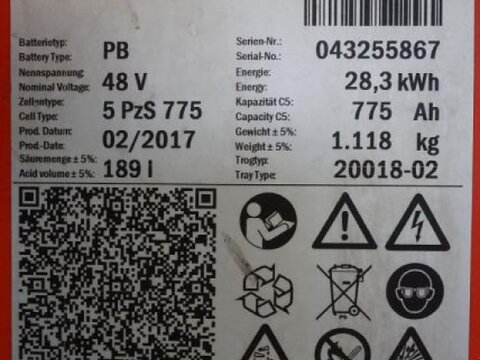 Batterietyp: PB
Battery Type:
Nennspannung: 48 V
Nominal Voltage:
Zellentype: 5 PzS 775
Cell Type:
Prod. Datum: 02/2017
Prod.-Date:
Säuremenge ± 5%: 189 l
Acid volume ± 5%:
Serien-Nr.: 043255867
Serial-No.:
Energie: 28,3 kWh
Energy:
Kapazität C5: 775 Ah
Capacity C5:
Gewicht ± 5%: 1.118 kg
Weight ± 5%:
Trogtyp: 20018-02
Tray Type:
Pb